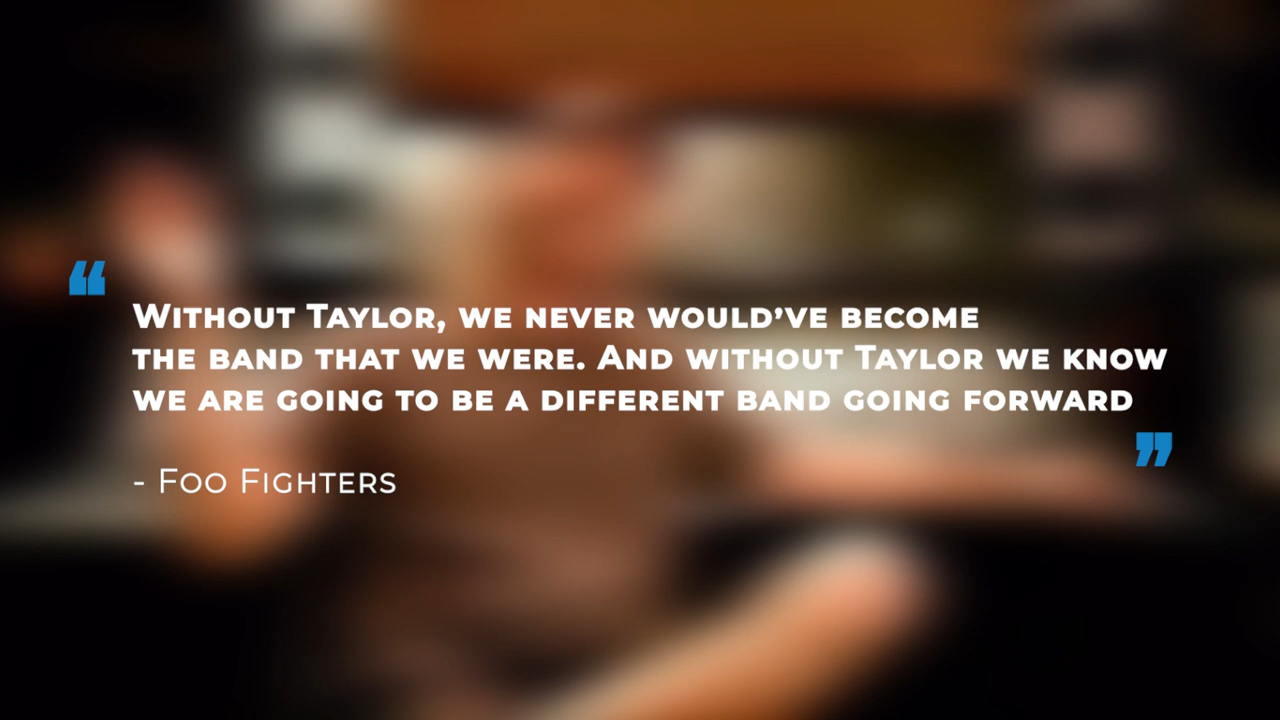 “
Without Taylor, we never would’ve become
the band that we were. And without Taylor we know
we are going to be a different band going forward
”
- Foo Fighters